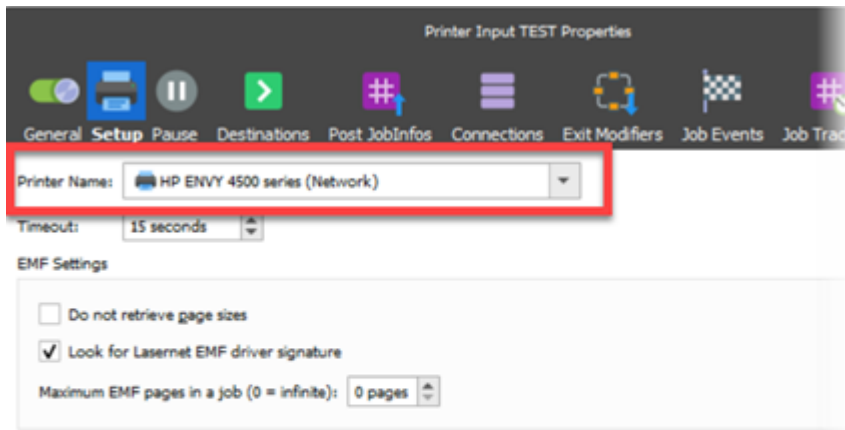 Printer Input TEST Properties
General Setup Pause Destinations Post JobInfos Connections Exit Modifiers Job Events Job
Printer Name: HP ENVY 4500 series (Network)
Timeout: 15 seconds
EMF Settings
Do not retrieve page sizes
Look for Lasernet EMF driver signature
Maximum EMF pages in a job (0 = infinite): 0 pages